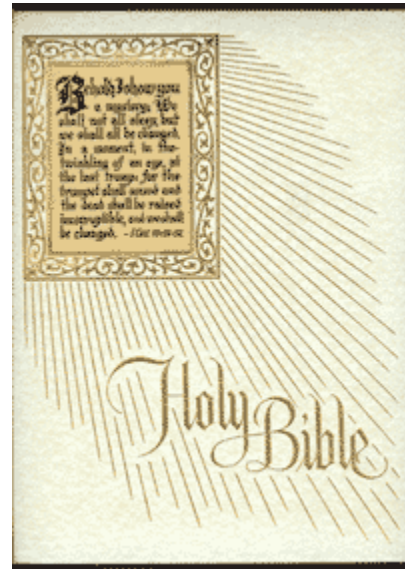 Behold, I show you
a mystery; We
shall not all sleep, but
we shall all be changed,
In a moment, in the
twinkling of an eye, at
the last trump: for the
trumpet shall sound and
the dead shall be raised
incorruptible, and we shall
be changed. - I Cor.
Holy Bible